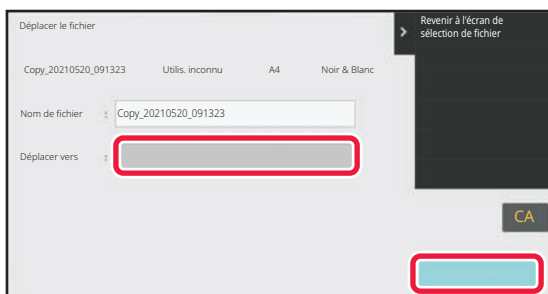 Déplacer le fichier
> Revenir à l'écran de
sélection de fichier
Copy_20210520_091323 Utilis. inconnu A4 Noir & Blanc
Nom de fichier : Copy_20210520_091323
Déplacer vers :
CA